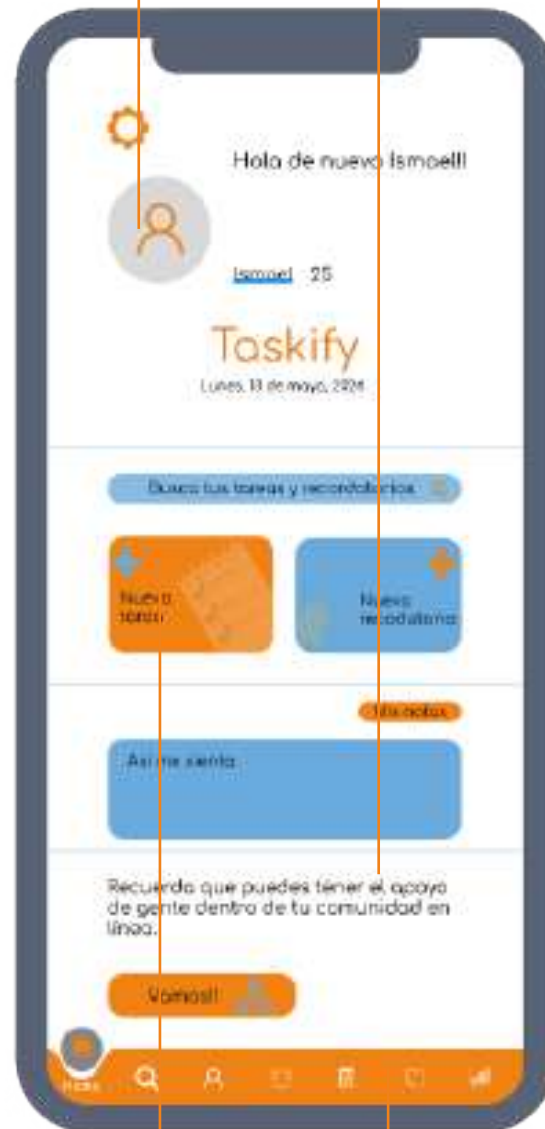 Hola de nuevo Ismael!!
Ismael 25
Taskify
Lunes, 13 de mayo, 2024
Busca tus tareas y recordatorios
Nueva
tarea
Nuevo
recodatorio
Mis notas
Así me siento
Recuerda que puedes tener el apoyo
de gente dentro de tu comunidad en
línea.
Vamos!!
Home